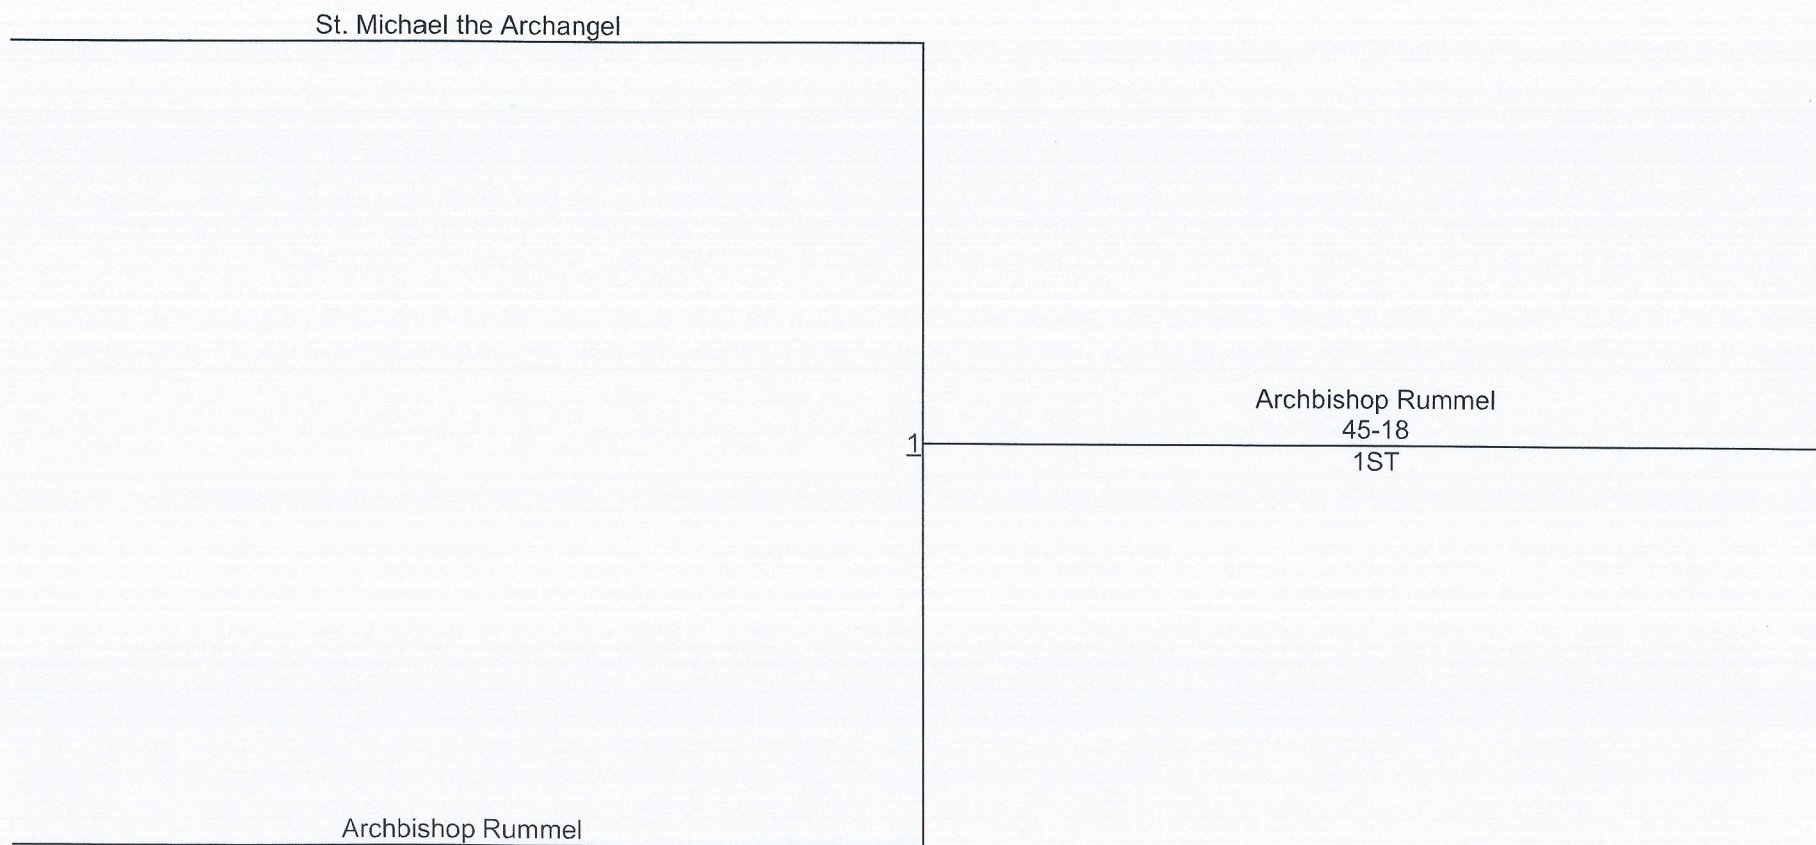 St. Michael the Archangel
Archbishop Rummel
45-18
1
1ST
Archbishop Rummel